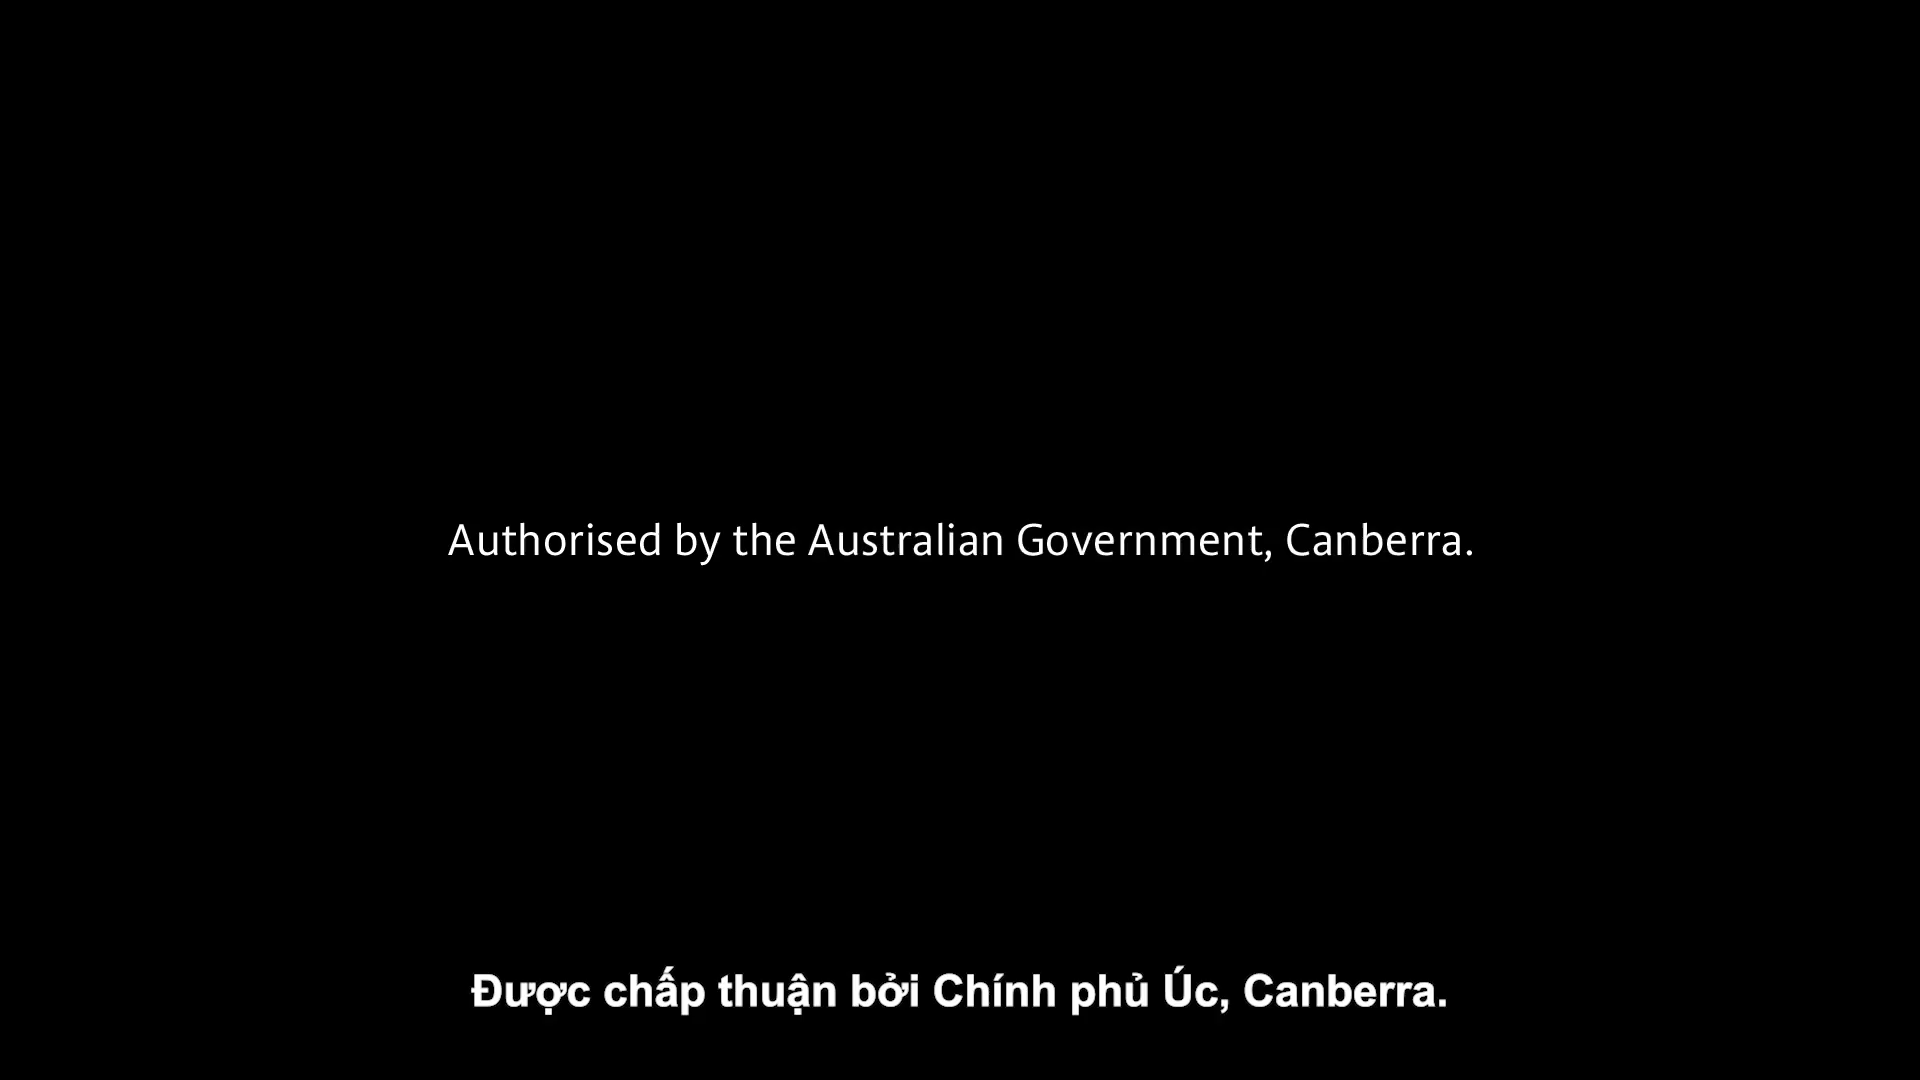 Authorised by the Australian Government, Canberra.
Được chấp thuận bởi Chính phủ Úc, Canberra.